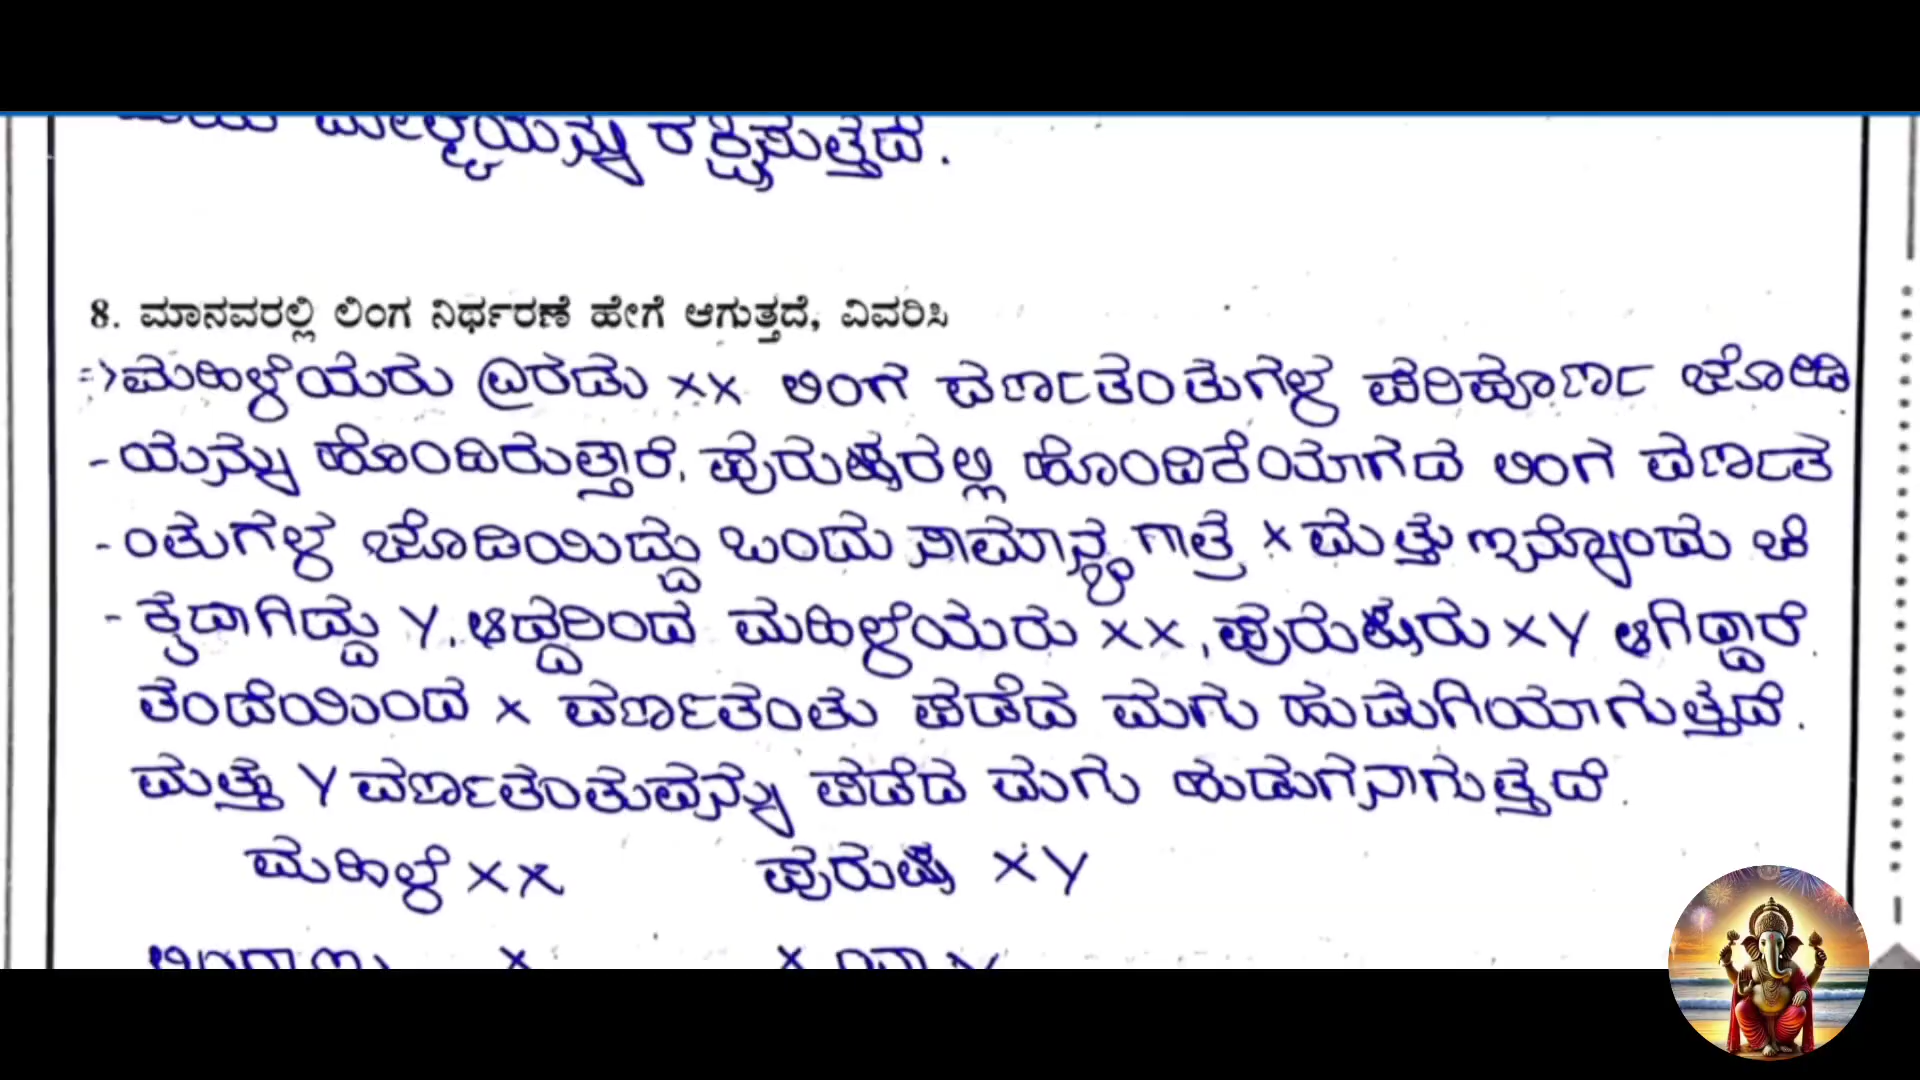 ರಕ್ಷಿಸುತ್ತದೆ.
8. ಮಾನವರಲ್ಲಿ ಲಿಂಗ ನಿರ್ಧರಣೆ ಹೇಗೆ ಆಗುತ್ತದೆ, ವಿವರಿಸಿ
=> ಮಹಿಳೆಯರು ಎರಡು XX ಲಿಂಗ ವರ್ಣತಂತುಗಳ ಪರಿಪೂರ್ಣ ಜೋಡಿ
- ಯನ್ನು ಹೊಂದಿರುತ್ತಾರೆ. ಪುರುಷರಲ್ಲಿ ಹೊಂದಿಕೆಯಾಗದ ಲಿಂಗ ವರ್ಣತ
- ಂತುಗಳ ಜೋಡಿಯಿದ್ದು ಒಂದು ಸಾಮಾನ್ಯ ಗಾತ್ರ X ಮತ್ತು ಇನ್ನೊಂದು ಚಿ
- ಕ್ಕದಾಗಿದ್ದು Y. ಆದ್ದರಿಂದ ಮಹಿಳೆಯರು XX, ಪುರುಷರು XY ಆಗಿದ್ದಾರೆ.
ತಂದೆಯಿಂದ X ವರ್ಣತಂತು ಪಡೆದ ಮಗು ಹುಡುಗಿಯಾಗುತ್ತದೆ.
ಮತ್ತು Y ವರ್ಣತಂತುವನ್ನು ಪಡೆದ ಮಗು ಹುಡುಗನಾಗುತ್ತದೆ.
ಮಹಿಳೆ XX ಪುರುಷ XY